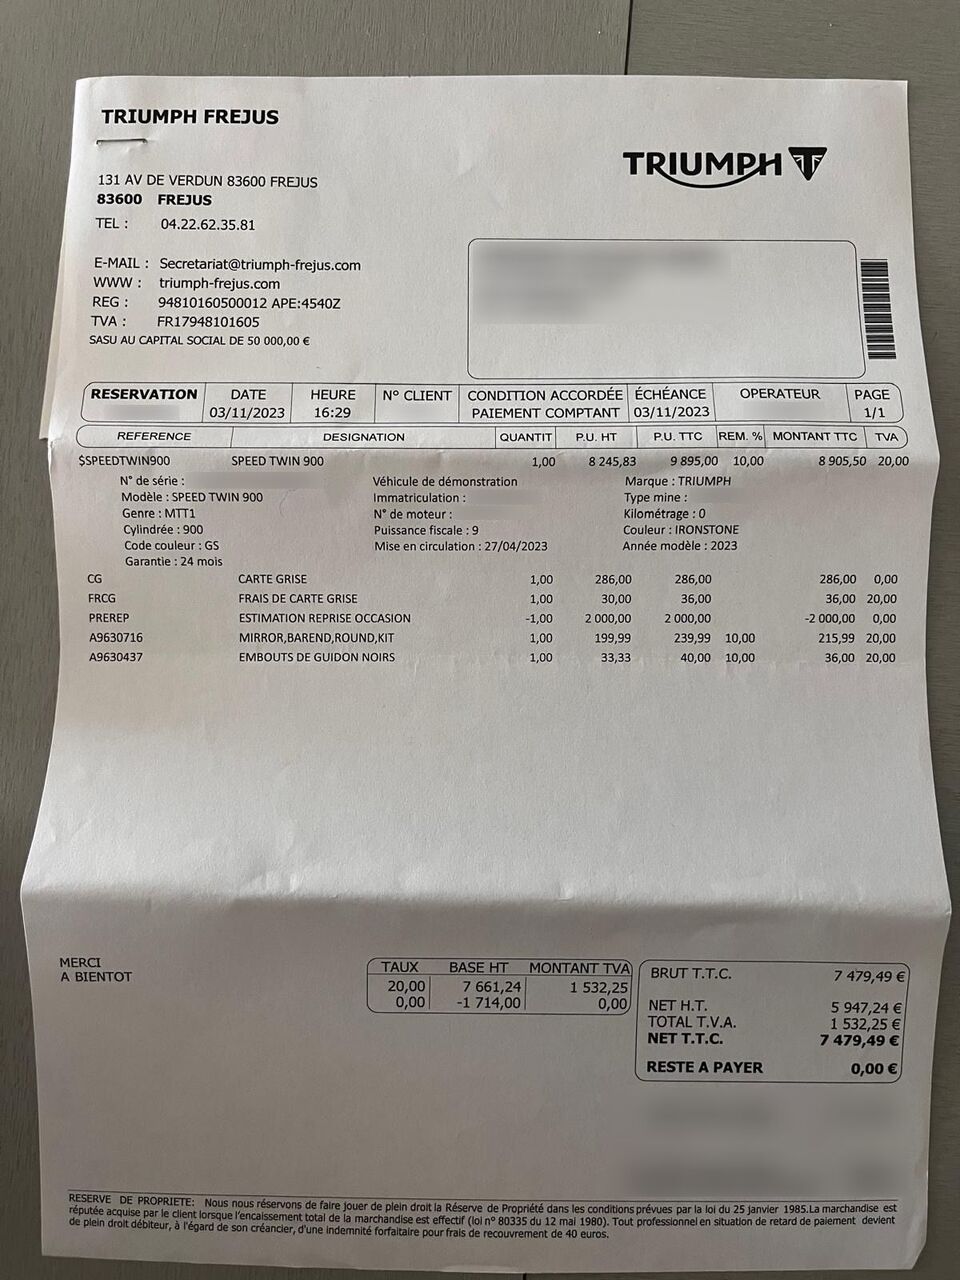 TRIUMPH FREJUS
TRIUMPH
131 AV DE VERDUN 83600 FREJUS
83600 FREJUS
TEL : 04.22.62.35.81
E-MAIL : Secretariat@triumph-frejus.com
WWW : triumph-frejus.com
REG : 94810160500012 APE:4540Z
TVA : FR17948101605
SASU AU CAPITAL SOCIAL DE 50 000,00 €
RESERVATION DATE HEURE N° CLIENT CONDITION ACCORDÉE ÉCHÉANCE OPERATEUR PAGE
03/11/2023 16:29 PAIEMENT COMPTANT 03/11/2023 1/1
REFERENCE DESIGNATION QUANTIT P.U. HT P.U. TTC REM. % MONTANT TTC TVA
$SPEEDTWIN900 SPEED TWIN 900 1,00 8 245,83 9 895,00 10,00 8 905,50 20,00
N° de série : Véhicule de démonstration Marque : TRIUMPH
Modèle : SPEED TWIN 900 Immatriculation : Type mine :
Genre : MTT1 N° de moteur : Kilométrage : 0
Cylindrée : 900 Puissance fiscale : 9 Couleur : IRONSTONE
Code couleur : GS Mise en circulation : 27/04/2023 Année modèle : 2023
Garantie : 24 mois
CG CARTE GRISE 1,00 286,00 286,00 286,00 0,00
FRCG FRAIS DE CARTE GRISE 1,00 30,00 36,00 36,00 20,00
PREREP ESTIMATION REPRISE OCCASION -1,00 2 000,00 2 000,00 -2 000,00 0,00
A9630716 MIRROR,BAREND,ROUND,KIT 1,00 199,99 239,99 10,00 215,99 20,00
A9630437 EMBOUTS DE GUIDON NOIRS 1,00 33,33 40,00 10,00 36,00 20,00
MERCI
A BIENTOT
TAUX BASE HT MONTANT TVA
20,00 7 661,24 1 532,25
0,00 -1 714,00 0,00
BRUT T.T.C. 7 479,49 €
NET H.T. 5 947,24 €
TOTAL T.V.A. 1 532,25 €
NET T.T.C. 7 479,49 €
RESTE A PAYER 0,00 €
RESERVE DE PROPRIETE: Nous nous réservons de faire jouer de plein droit la Réserve de Propriété dans les conditions prévues par la loi du 25 janvier 1985.La marchandise est
réputée acquise par le client lorsque l'encaissement total de la marchandise est effectif (loi n° 80335 du 12 mai 1980). Tout professionnel en situation de retard de paiement devient
de plein droit débiteur, à l'égard de son créancier, d'une indemnité forfaitaire pour frais de recouvrement de 40 euros.